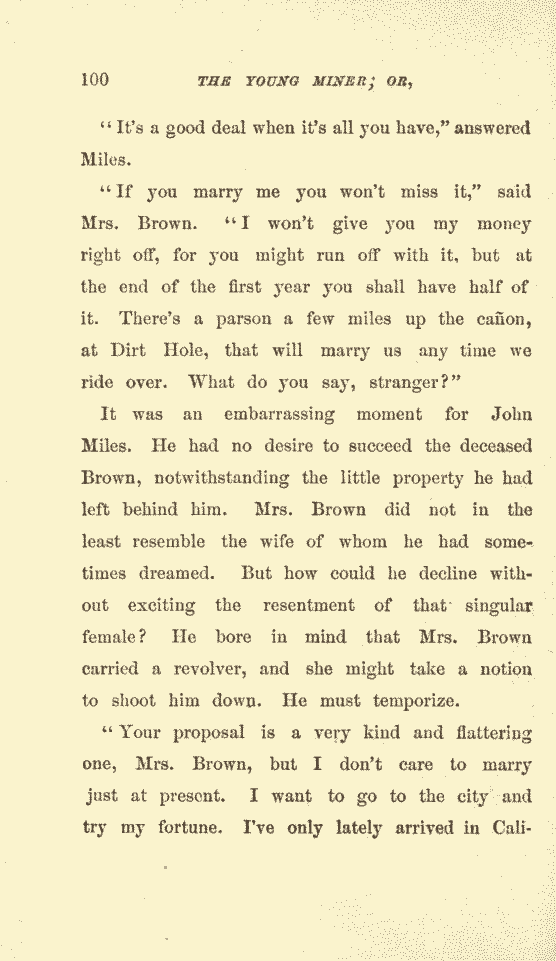 100 THE YOUNG MINER; OR,
“It’s a good deal when it’s all you have,” answered
Miles.
“If you marry me you won’t miss it,” said
Mrs. Brown. “I won’t give you my money
right off, for you might run off with it, but at
the end of the first year you shall have half of
it. There’s a parson a few miles up the cañon,
at Dirt Hole, that will marry us any time we
ride over. What do you say, stranger?”
It was an embarrassing moment for John
Miles. He had no desire to succeed the deceased
Brown, notwithstanding the little property he had
left behind him. Mrs. Brown did not in the
least resemble the wife of whom he had some-
times dreamed. But how could he decline with-
out exciting the resentment of that singular
female? He bore in mind that Mrs. Brown
carried a revolver, and she might take a notion
to shoot him down. He must temporize.
“Your proposal is a very kind and flattering
one, Mrs. Brown, but I don’t care to marry
just at present. I want to go to the city and
try my fortune. I’ve only lately arrived in Cali-